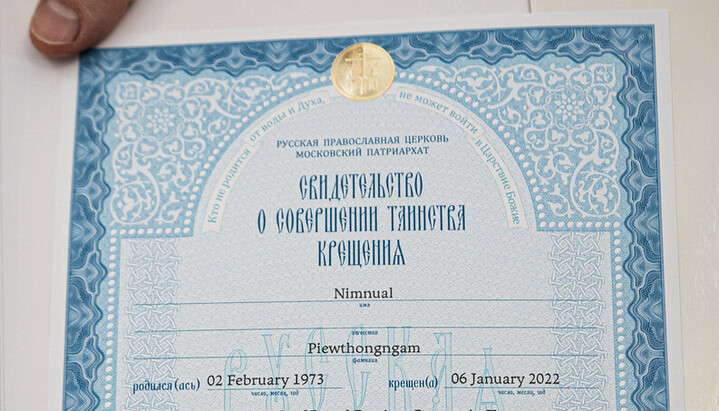 Кто не родится от воды и Духа, не может войти в Царствие Божие
РУССКАЯ ПРАВОСЛАВНАЯ ЦЕРКОВЬ
МОСКОВСКИЙ ПАТРИАРХАТ
СВИДЕТЕЛЬСТВО
О СОВЕРШЕНИИ ТАИНСТВА
КРЕЩЕНИЯ
Nimnual
имя
отчество
Piewthongngam
фамилия
родился (ась) 02 February 1973 крещен(а) 06 January 2022
число, месяц, год число, месяц, год